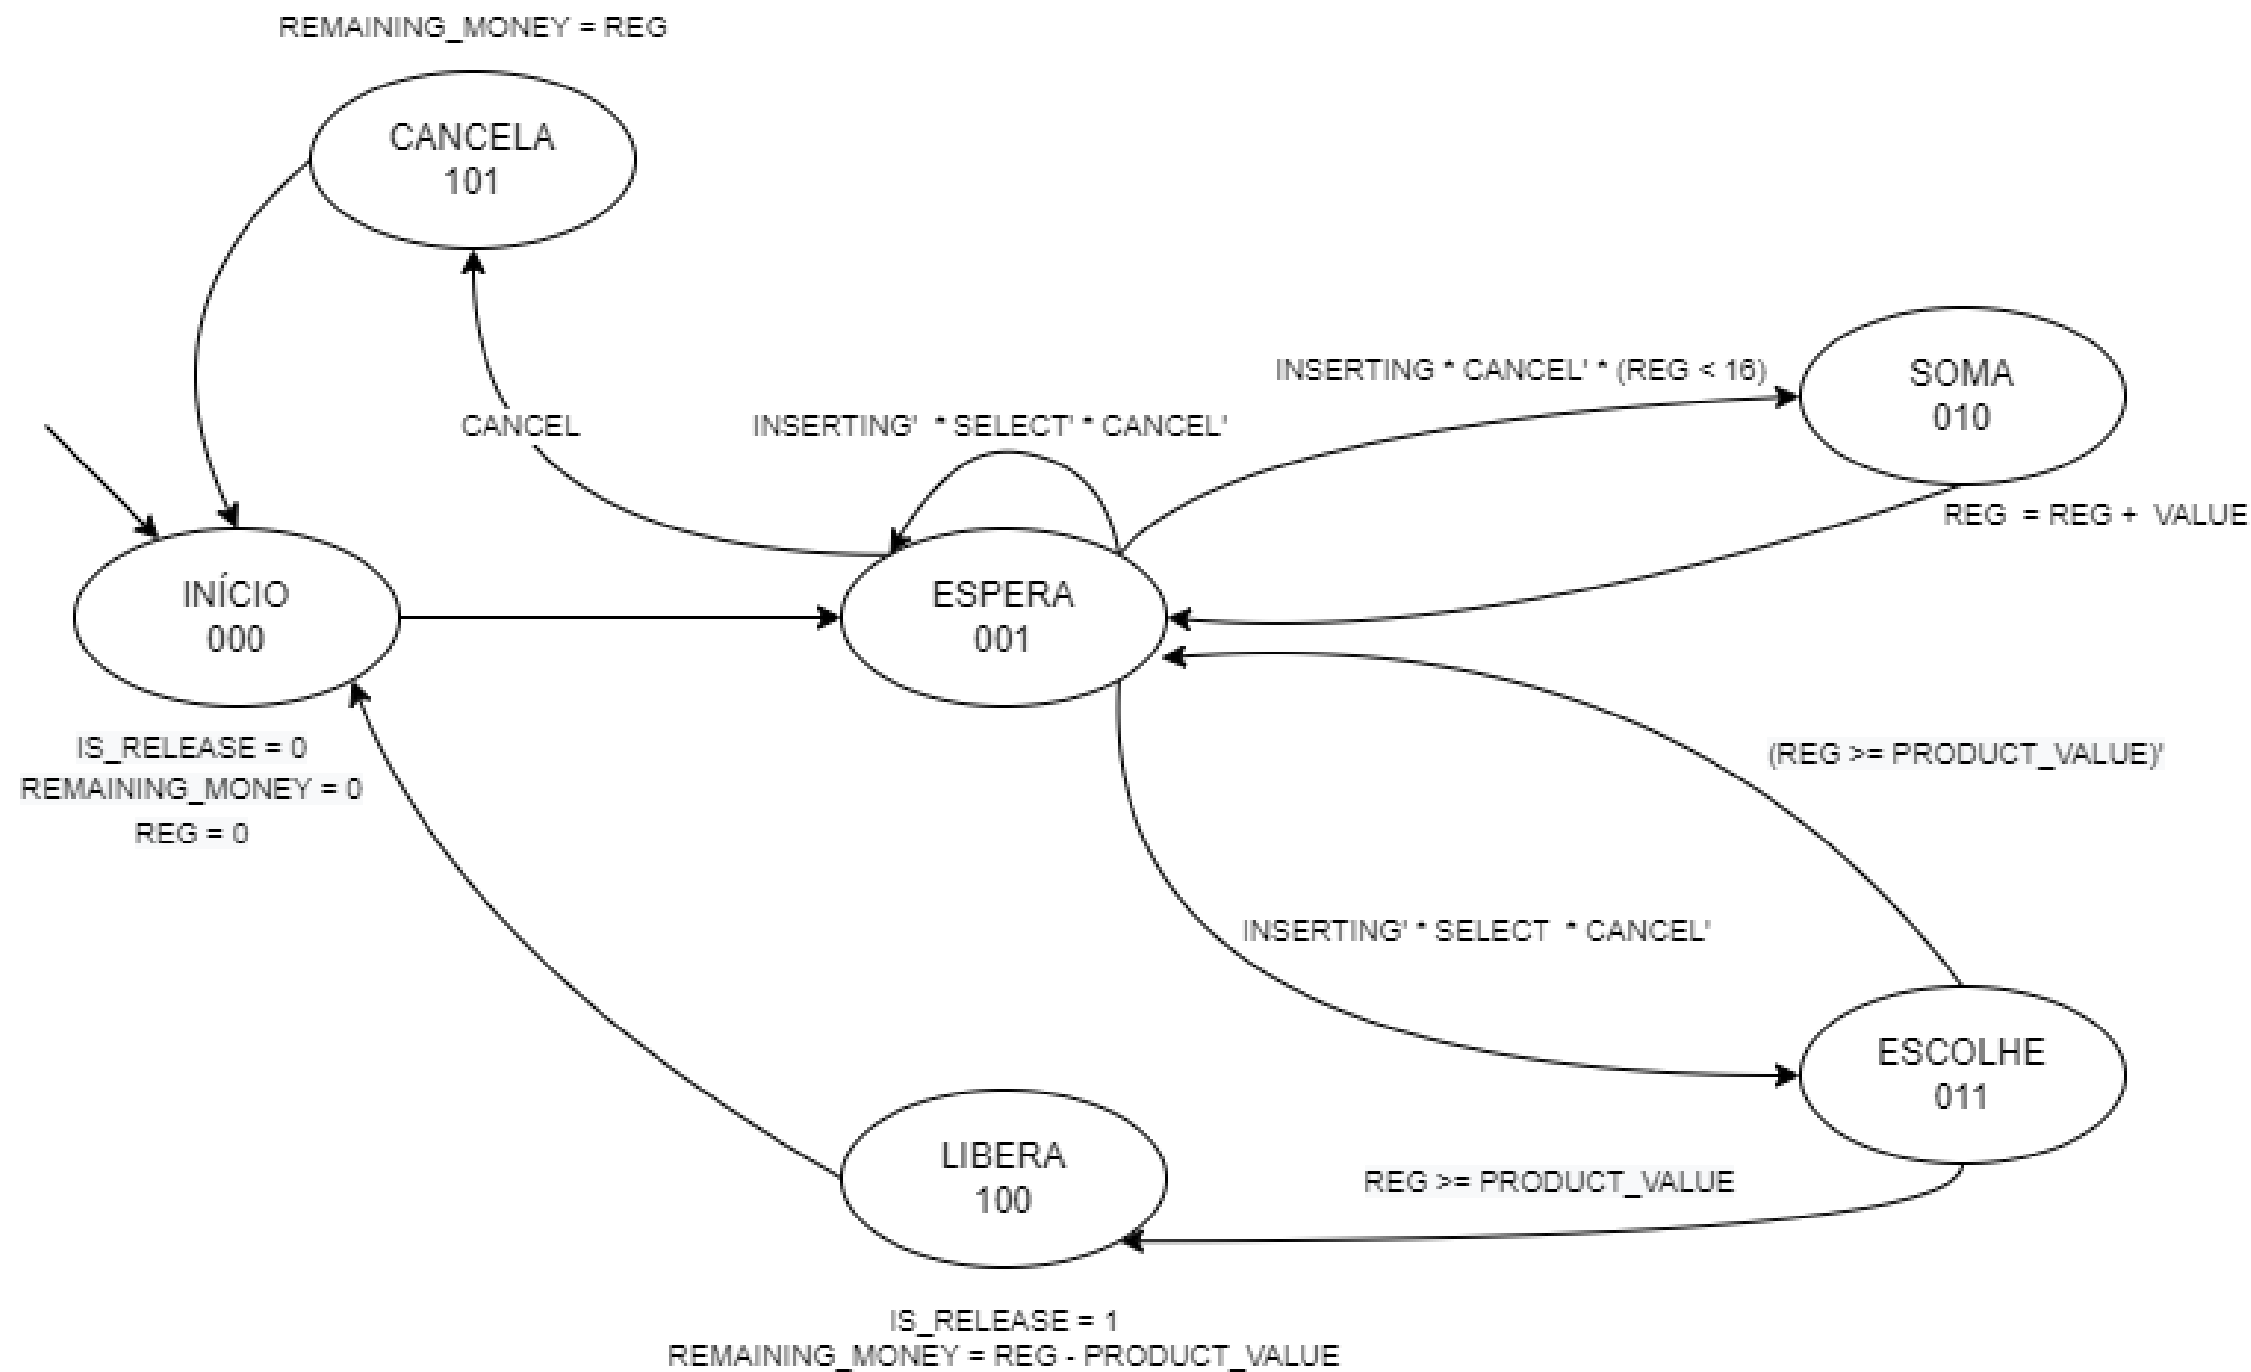 REMAINING_MONEY = REG
CANCELA
101
INSERTING * CANCEL' * (REG < 16)
SOMA
010
CANCEL
INSERTING'  * SELECT' * CANCEL'
REG  = REG +  VALUE
INÍCIO
000
ESPERA
001
IS_RELEASE = 0
REMAINING_MONEY = 0
REG = 0
(REG >= PRODUCT_VALUE)'
INSERTING' * SELECT  * CANCEL'
ESCOLHE
011
LIBERA
100
REG >= PRODUCT_VALUE
IS_RELEASE = 1
REMAINING_MONEY = REG - PRODUCT_VALUE